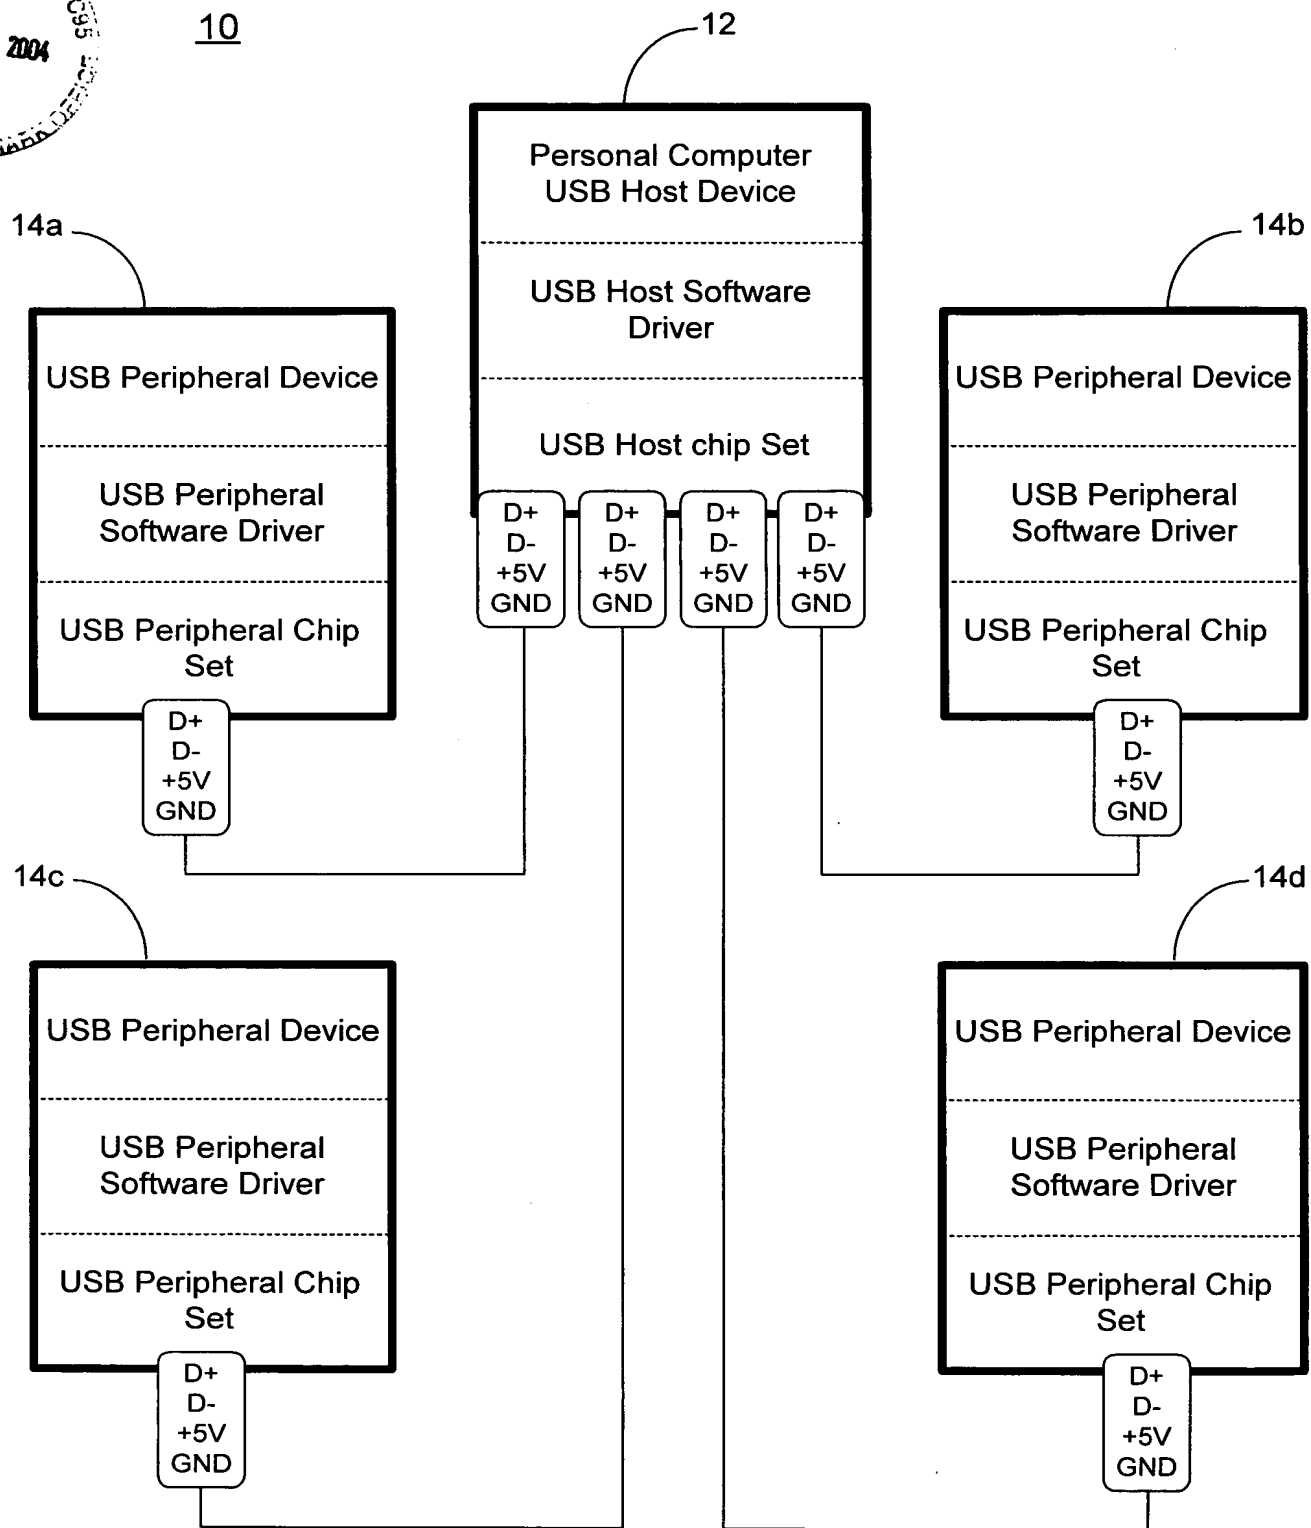 2004
10
12
Personal Computer
USB Host Device
USB Host Software
Driver
USB Host chip Set
D+
D-
+5V
GND
D+
D-
+5V
GND
D+
D-
+5V
GND
D+
D-
+5V
GND
14a
USB Peripheral Device
USB Peripheral
Software Driver
USB Peripheral Chip
Set
D+
D-
+5V
GND
14b
USB Peripheral Device
USB Peripheral
Software Driver
USB Peripheral Chip
Set
D+
D-
+5V
GND
14c
USB Peripheral Device
USB Peripheral
Software Driver
USB Peripheral Chip
Set
D+
D-
+5V
GND
14d
USB Peripheral Device
USB Peripheral
Software Driver
USB Peripheral Chip
Set
D+
D-
+5V
GND